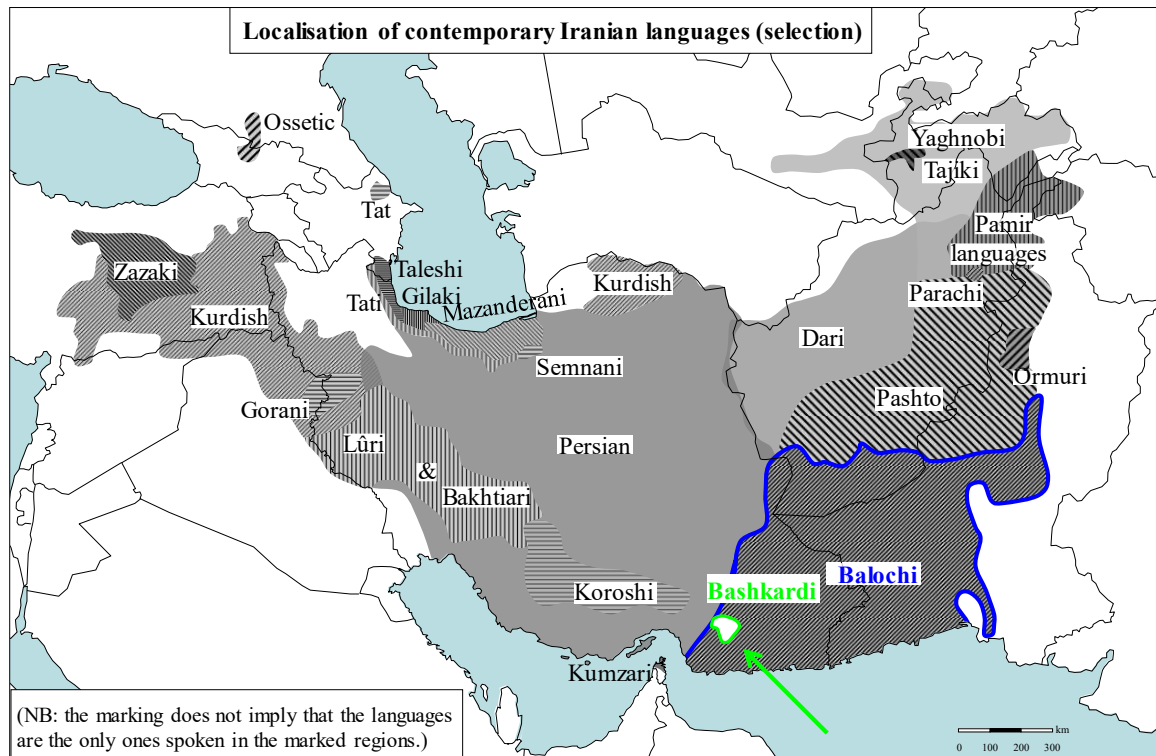 Localisation of contemporary Iranian languages (selection)
Ossetic
Yaghnobi
Tajiki
Tat
Pamir
languages
Zazaki
Taleshi
Gilaki
Tati
Mazanderani
Kurdish
Kurdish
Parachi
Dari
Semnani
Ormuri
Gorani
Pashto
Lûri
&
Bakhtiari
Persian
Balochi
Bashkardi
Koroshi
Kumzari
(NB: the marking does not imply that the languages
are the only ones spoken in the marked regions.)
km
0 100 200 300